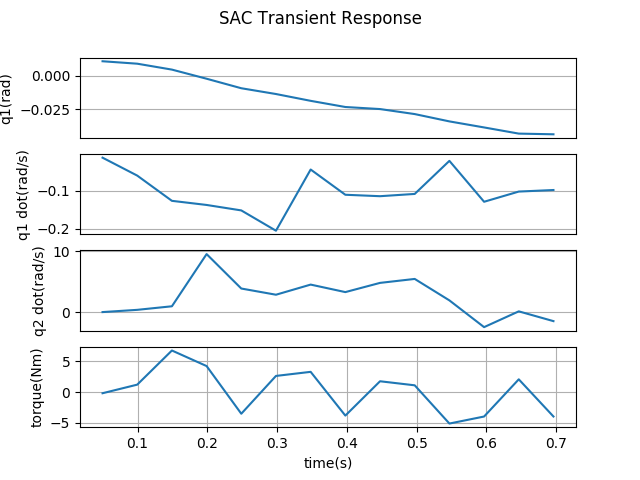 SAC Transient Response
q1(rad)
0.000
−0.025
q1 dot(rad/s)
−0.1
−0.2
q2 dot(rad/s)
10
0
torque(Nm)
5
0
−5
0.1 0.2 0.3 0.4 0.5 0.6 0.7
time(s)